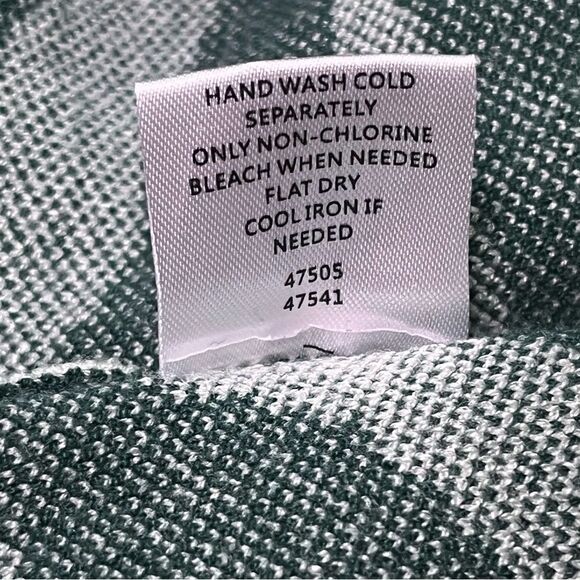 HAND WASH COLD
SEPARATELY
ONLY NON-CHLORINE
BLEACH WHEN NEEDED
FLAT DRY
COOL IRON IF
NEEDED
47505
47541